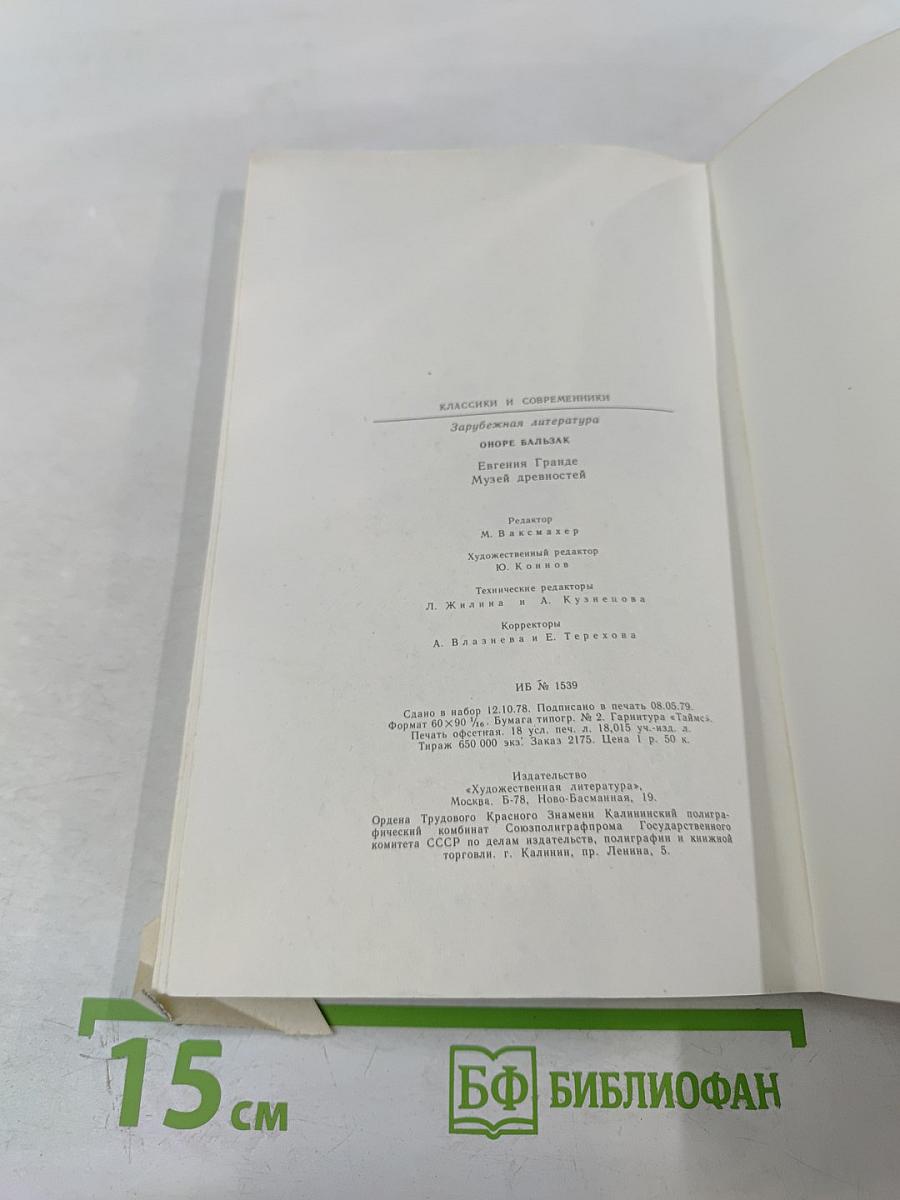 КЛАССИКИ И СОВРЕМЕННИКИ
Зарубежная литература
ОНОРЕ БАЛЬЗАК
Евгения Гранде
Музей древностей
Редактор
М. Ваксмахер
Художественный редактор
Ю. Коннов
Технические редакторы
Л. Жилина и А. Кузнецова
Корректоры
А. Влазнева и Е. Терехова
ИБ № 1539
Сдано в набор 12.10.78. Подписано в печать 08.05.79.
Формат 60×90 1/16. Бумага типогр. № 2. Гарнитура «Таймс».
Печать офсетная. 18 усл. печ. л. 18,015 уч.-изд. л.
Тираж 650 000 экз. Заказ 2175. Цена 1 р. 50 к.
Издательство
«Художественная литература»,
Москва. Б-78, Ново-Басманная, 19.
Ордена Трудового Красного Знамени Калининский полигра-
фический комбинат Союзполиграфпрома Государственного
комитета СССР по делам издательств, полиграфии и книжной
торговли. г. Калинин, пр. Ленина, 5.
15 см
БФ БИБЛИОФАН